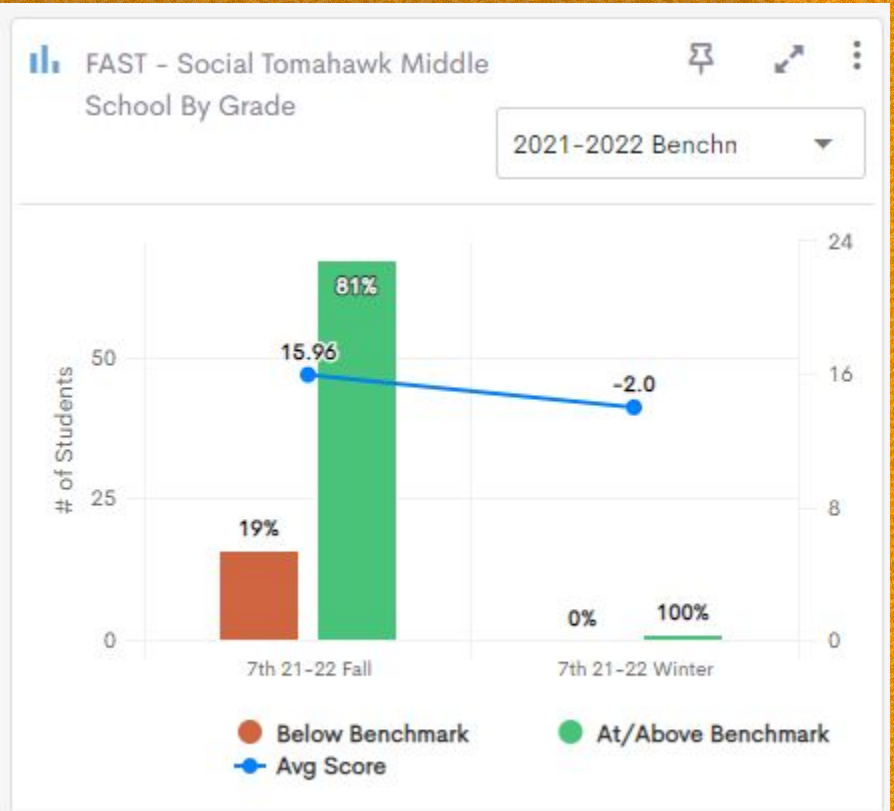 FAST - Social Tomahawk Middle
School By Grade
2021-2022 Benchn
24
81%
15.96
50
16
-2.0
# of Students
25
8
19%
0%
100%
0
0
7th 21-22 Fall
7th 21-22 Winter
Below Benchmark
At/Above Benchmark
Avg Score